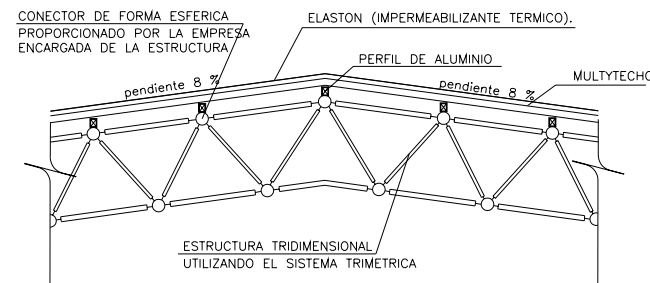 CONECTOR DE FORMA ESFERICA
PROPORCIONADO POR LA EMPRESA
ENCARGADA DE LA ESTRUCTURA
ELASTON (IMPERMEABILIZANTE TERMICO).
PERFIL DE ALUMINIO
MULTYTECHO
pendiente 8 %
pendiente 8 %
ESTRUCTURA TRIDIMENSIONAL
UTILIZANDO EL SISTEMA TRIMETRICA